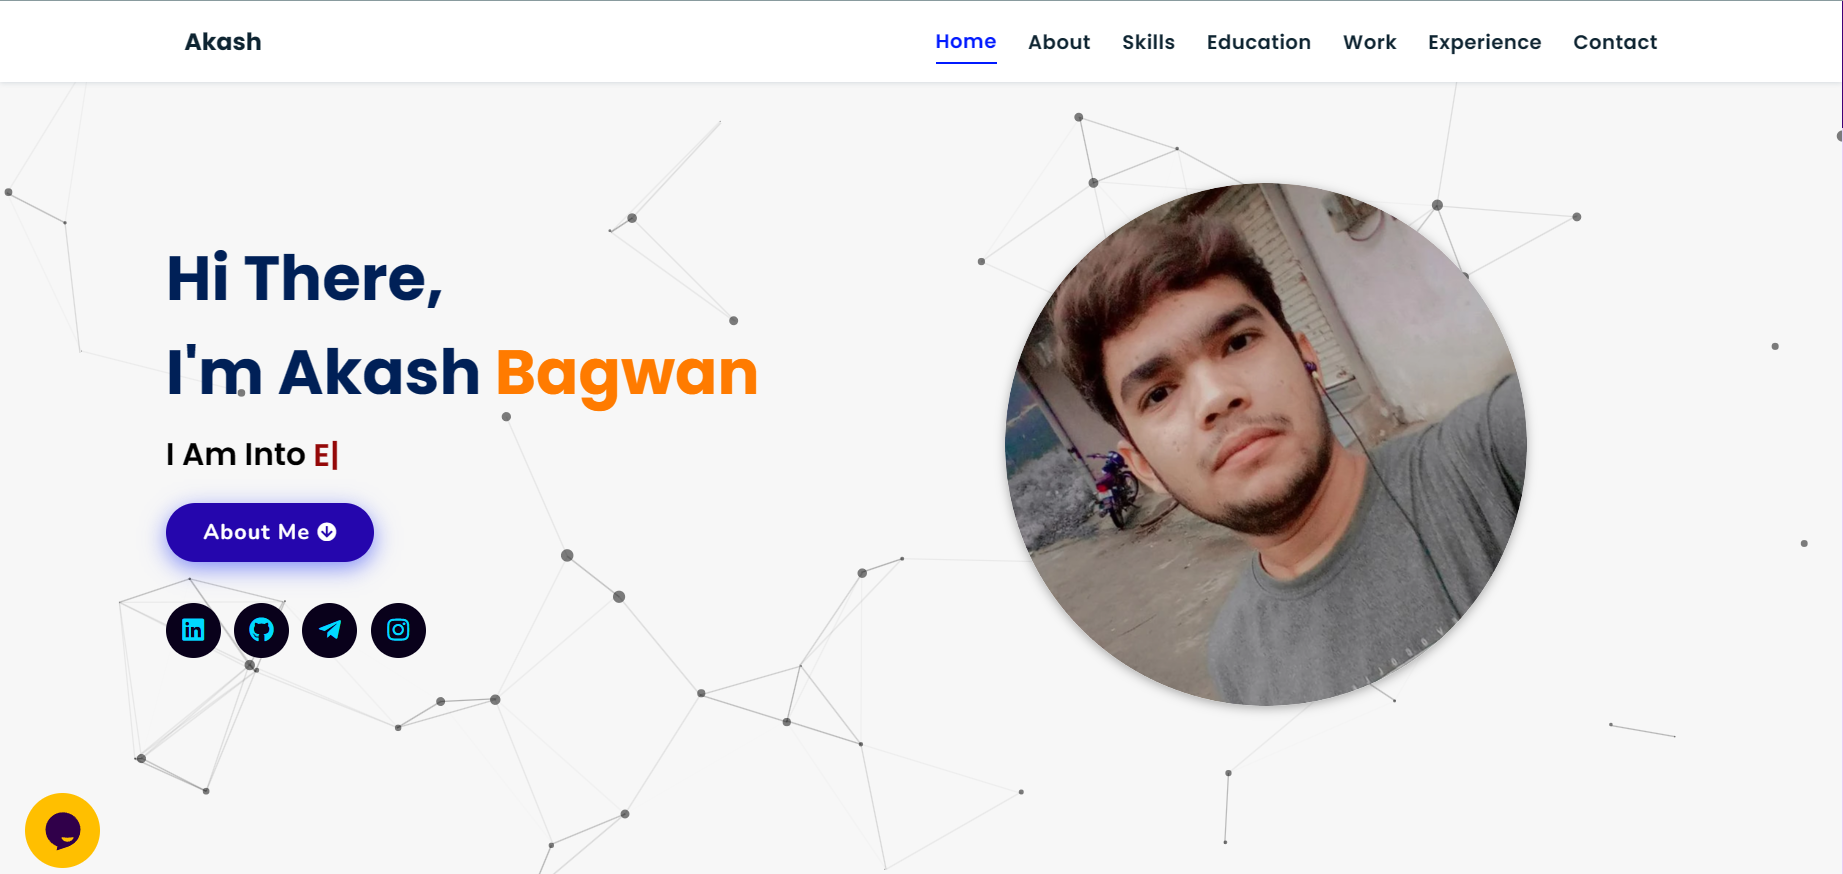 Akash
Home About Skills Education Work Experience Contact
Hi There,
I'm Akash Bagwan
I Am Into E|
About Me